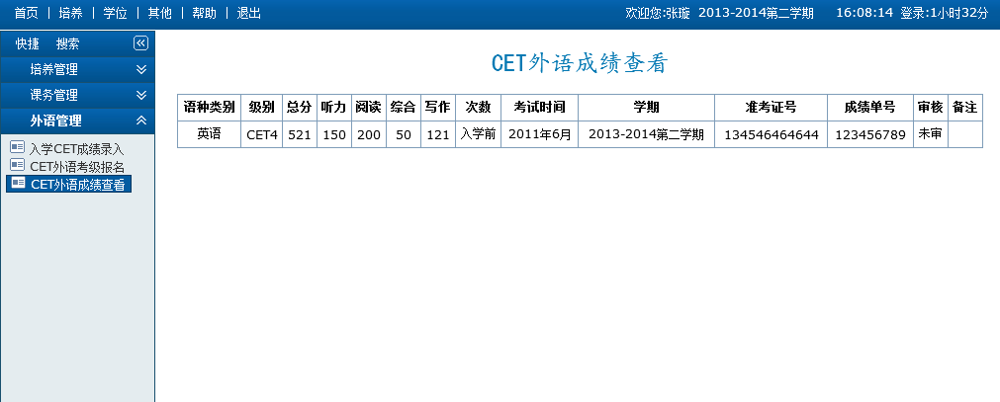 首页 | 培养 | 学位 | 其他 | 帮助 | 退出 欢迎您:张璇 2013-2014第二学期 16:08:14 登录:1小时32分
快捷 搜索
培养管理
课务管理
外语管理
入学CET成绩录入
CET外语考级报名
CET外语成绩查看
CET外语成绩查看
语种类别 级别 总分 听力 阅读 综合 写作 次数 考试时间 学期 准考证号 成绩单号 审核 备注
英语 CET4 521 150 200 50 121 入学前 2011年6月 2013-2014第二学期 134546464644 123456789 未审